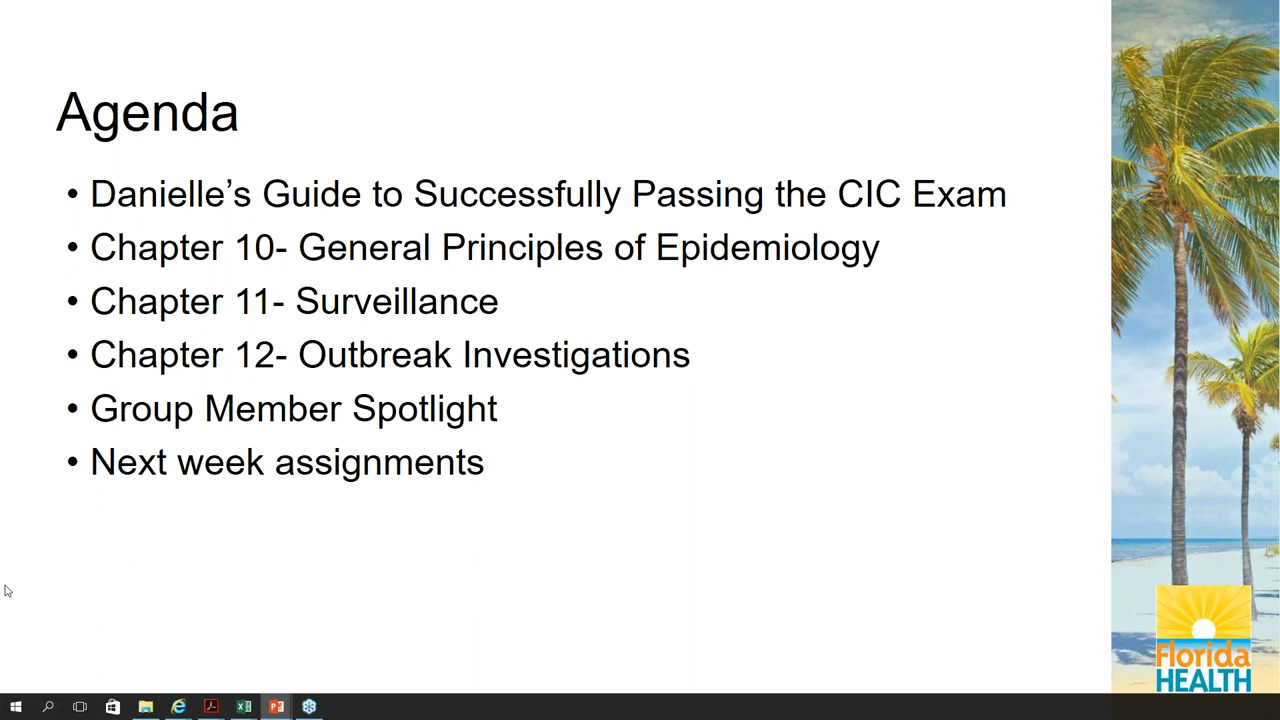 Agenda
• Danielle’s Guide to Successfully Passing the CIC Exam
• Chapter 10- General Principles of Epidemiology
• Chapter 11- Surveillance
• Chapter 12- Outbreak Investigations
• Group Member Spotlight
• Next week assignments
Florida
HEALTH